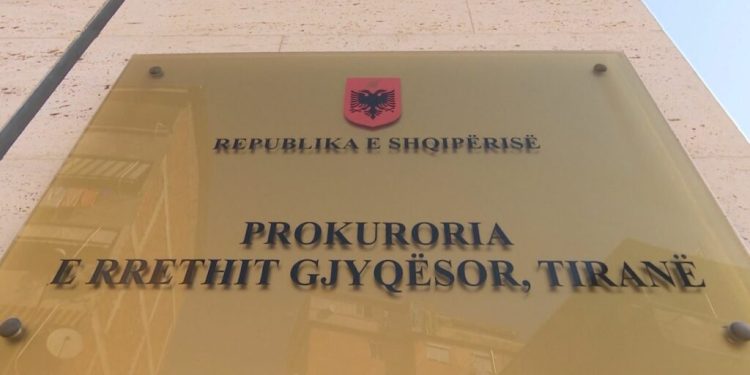 REPUBLIKA E SHQIPËRISË
PROKURORIA
E RRETHIT GJYQËSOR, TIRANË